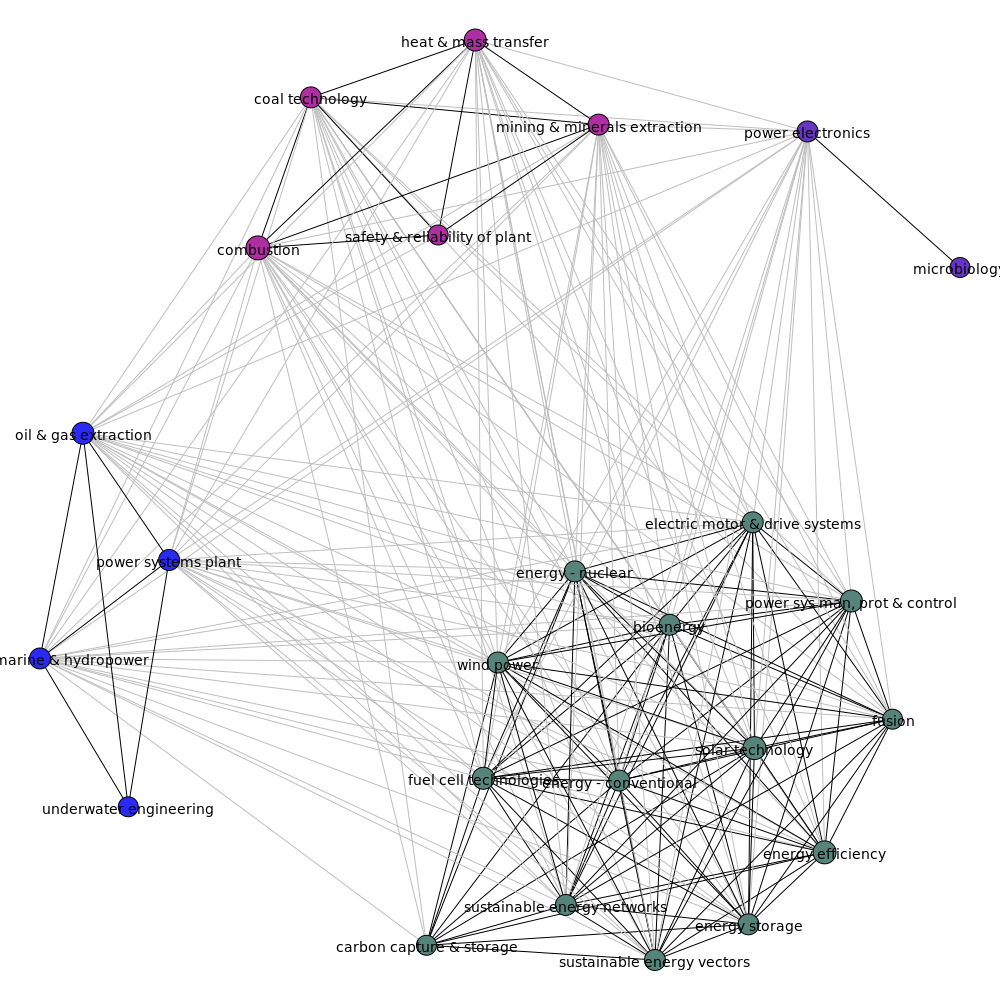 heat & mass transfer
coal technology
mining & minerals extraction
power electronics
safety & reliability of plant
combustion
microbiology
oil & gas extraction
electric motor & drive systems
power systems plant
energy - nuclear
power sys man, prot & control
bioenergy
marine & hydropower
wind power
fusion
solar technology
fuel cell technologies
energy - conventional
underwater engineering
energy efficiency
sustainable energy networks
energy storage
carbon capture & storage
sustainable energy vectors